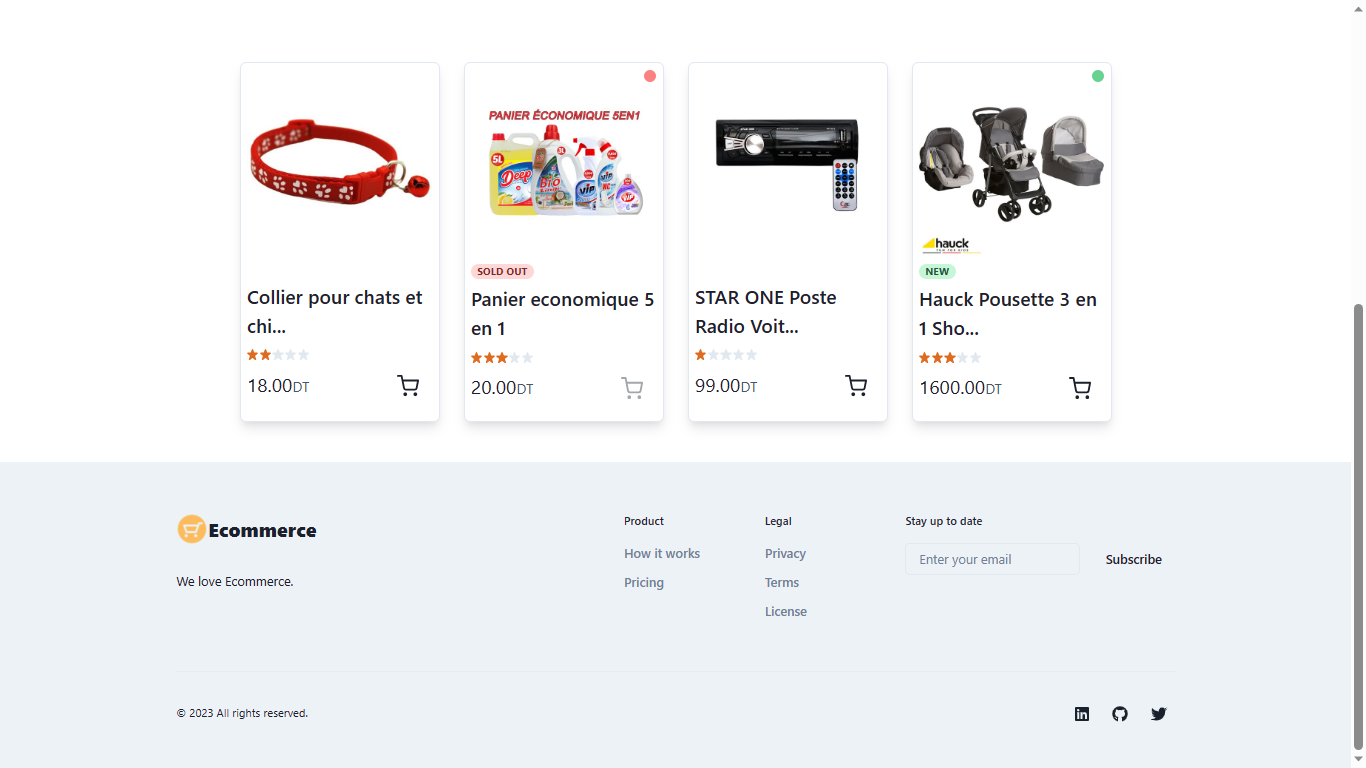 PANIER ÉCONOMIQUE 5EN1
5L
Deep
BiO
3L
ViP
hauck
SOLD OUT
NEW
Collier pour chats et
chi...
Panier economique 5
en 1
STAR ONE Poste
Radio Voit...
Hauck Pousette 3 en
1 Sho...
18.00DT
20.00DT
99.00DT
1600.00DT
Ecommerce
We love Ecommerce.
Product
How it works
Pricing
Legal
Privacy
Terms
License
Stay up to date
Enter your email
Subscribe
© 2023 All rights reserved.
in